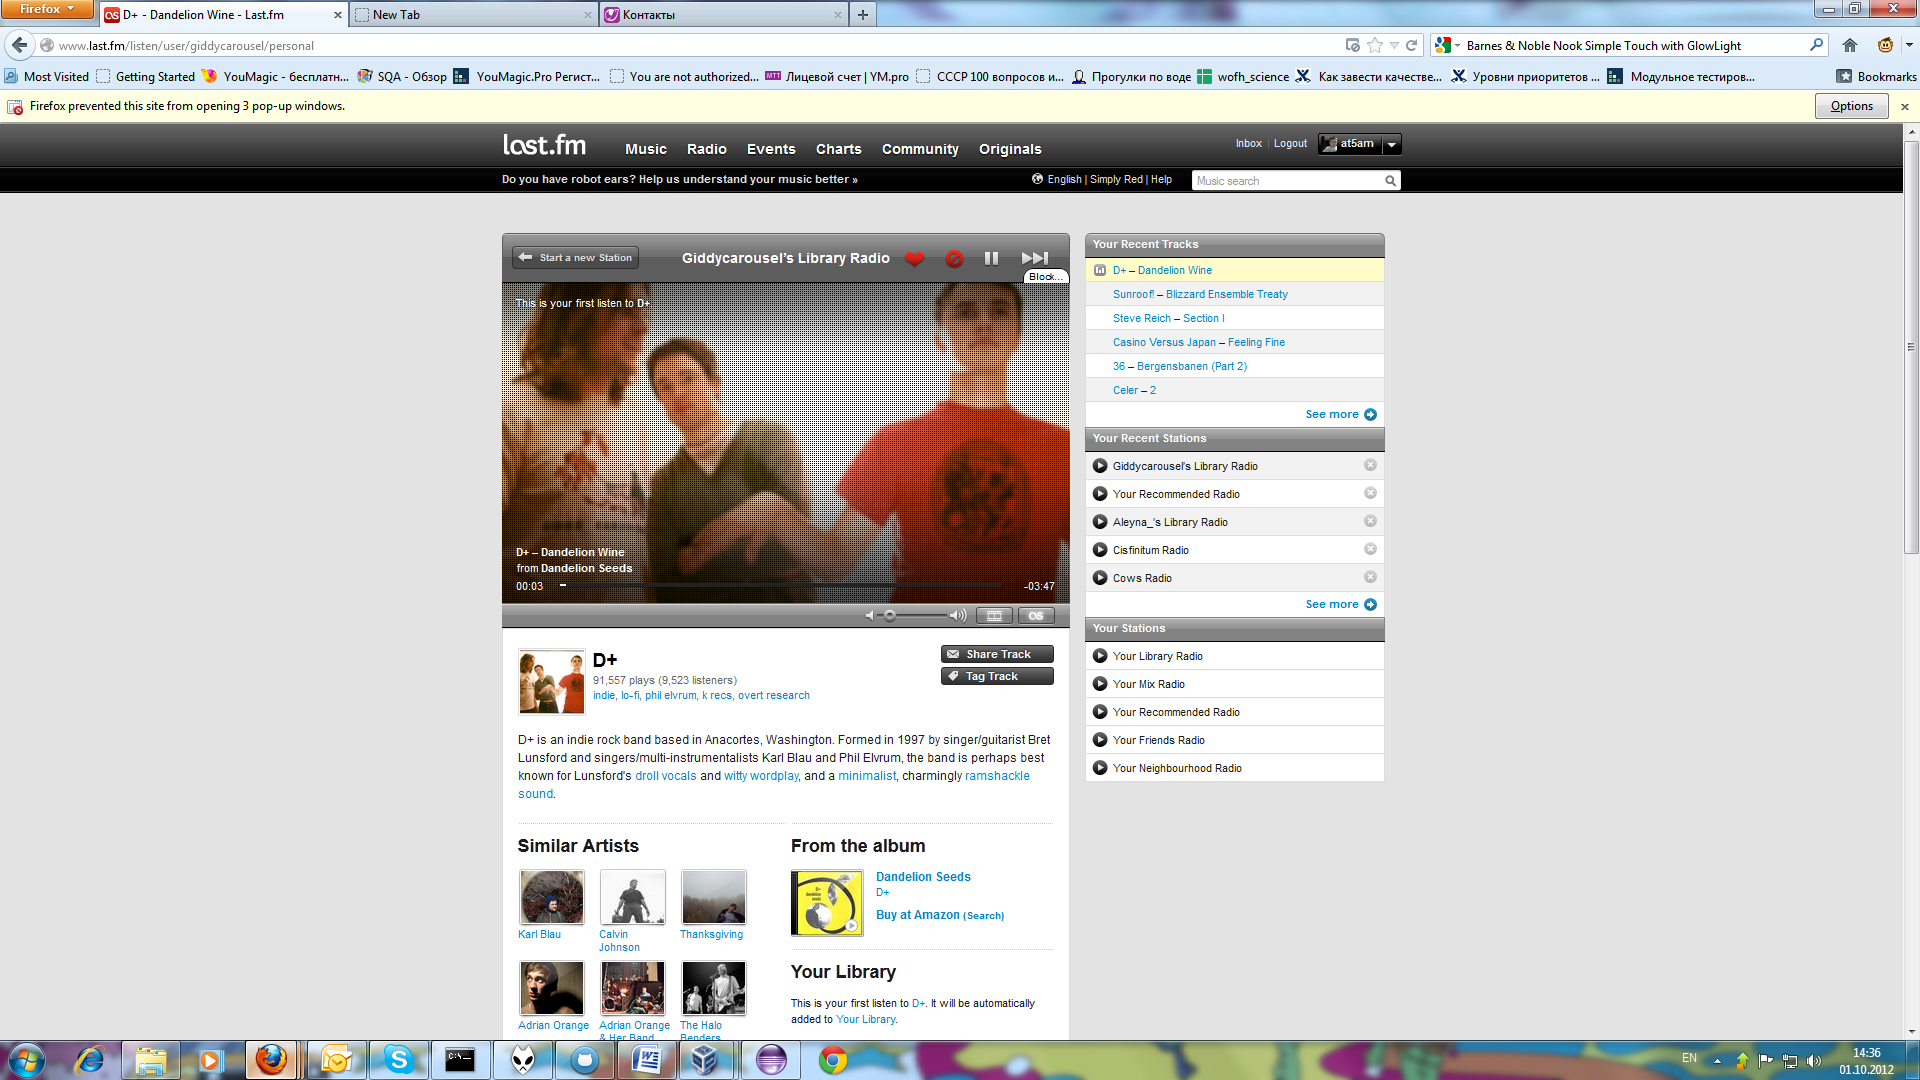 Firefox
D+ - Dandelion Wine - Last.fm
New Tab
Контакты
www.last.fm/listen/user/giddycarousel/personal
Barnes & Noble Nook Simple Touch with GlowLight
Most Visited
Getting Started
YouMagic - бесплатн...
SQA - Обзор
YouMagic.Pro Регист...
You are not authorized...
Лицевой счет | YM.pro
СССР 100 вопросов и...
Прогулки по воде
wofh_science
Как завести качестве...
Уровни приоритетов ...
Модульное тестиров...
Bookmarks
Firefox prevented this site from opening 3 pop-up windows.
Options
last.fm
Music
Radio
Events
Charts
Community
Originals
Inbox | Logout
at5am
Do you have robot ears? Help us understand your music better »
English | Simply Red | Help
Music search
Start a new Station
Giddycarousel's Library Radio
Block...
This is your first listen to D+.
D+ – Dandelion Wine
from Dandelion Seeds
00:03
-03:47
D+
91,557 plays (9,523 listeners)
indie, lo-fi, phil elvrum, k recs, overt research
Share Track
Tag Track
D+ is an indie rock band based in Anacortes, Washington. Formed in 1997 by singer/guitarist Bret
Lunsford and singers/multi-instrumentalists Karl Blau and Phil Elvrum, the band is perhaps best
known for Lunsford's droll vocals and witty wordplay, and a minimalist, charmingly ramshackle
sound.
Similar Artists
Karl Blau
Calvin
Johnson
Thanksgiving
Adrian Orange
Adrian Orange
& Her Band
The Halo
Benders
From the album
Dandelion Seeds
D+
Buy at Amazon (Search)
Your Library
This is your first listen to D+. It will be automatically
added to Your Library.
Your Recent Tracks
D+ – Dandelion Wine
Sunroof! – Blizzard Ensemble Treaty
Steve Reich – Section I
Casino Versus Japan – Feeling Fine
36 – Bergensbanen (Part 2)
Celer – 2
See more
Your Recent Stations
Giddycarousel's Library Radio
Your Recommended Radio
Aleyna_'s Library Radio
Cisfinitum Radio
Cows Radio
See more
Your Stations
Your Library Radio
Your Mix Radio
Your Recommended Radio
Your Friends Radio
Your Neighbourhood Radio
EN
14:36
01.10.2012